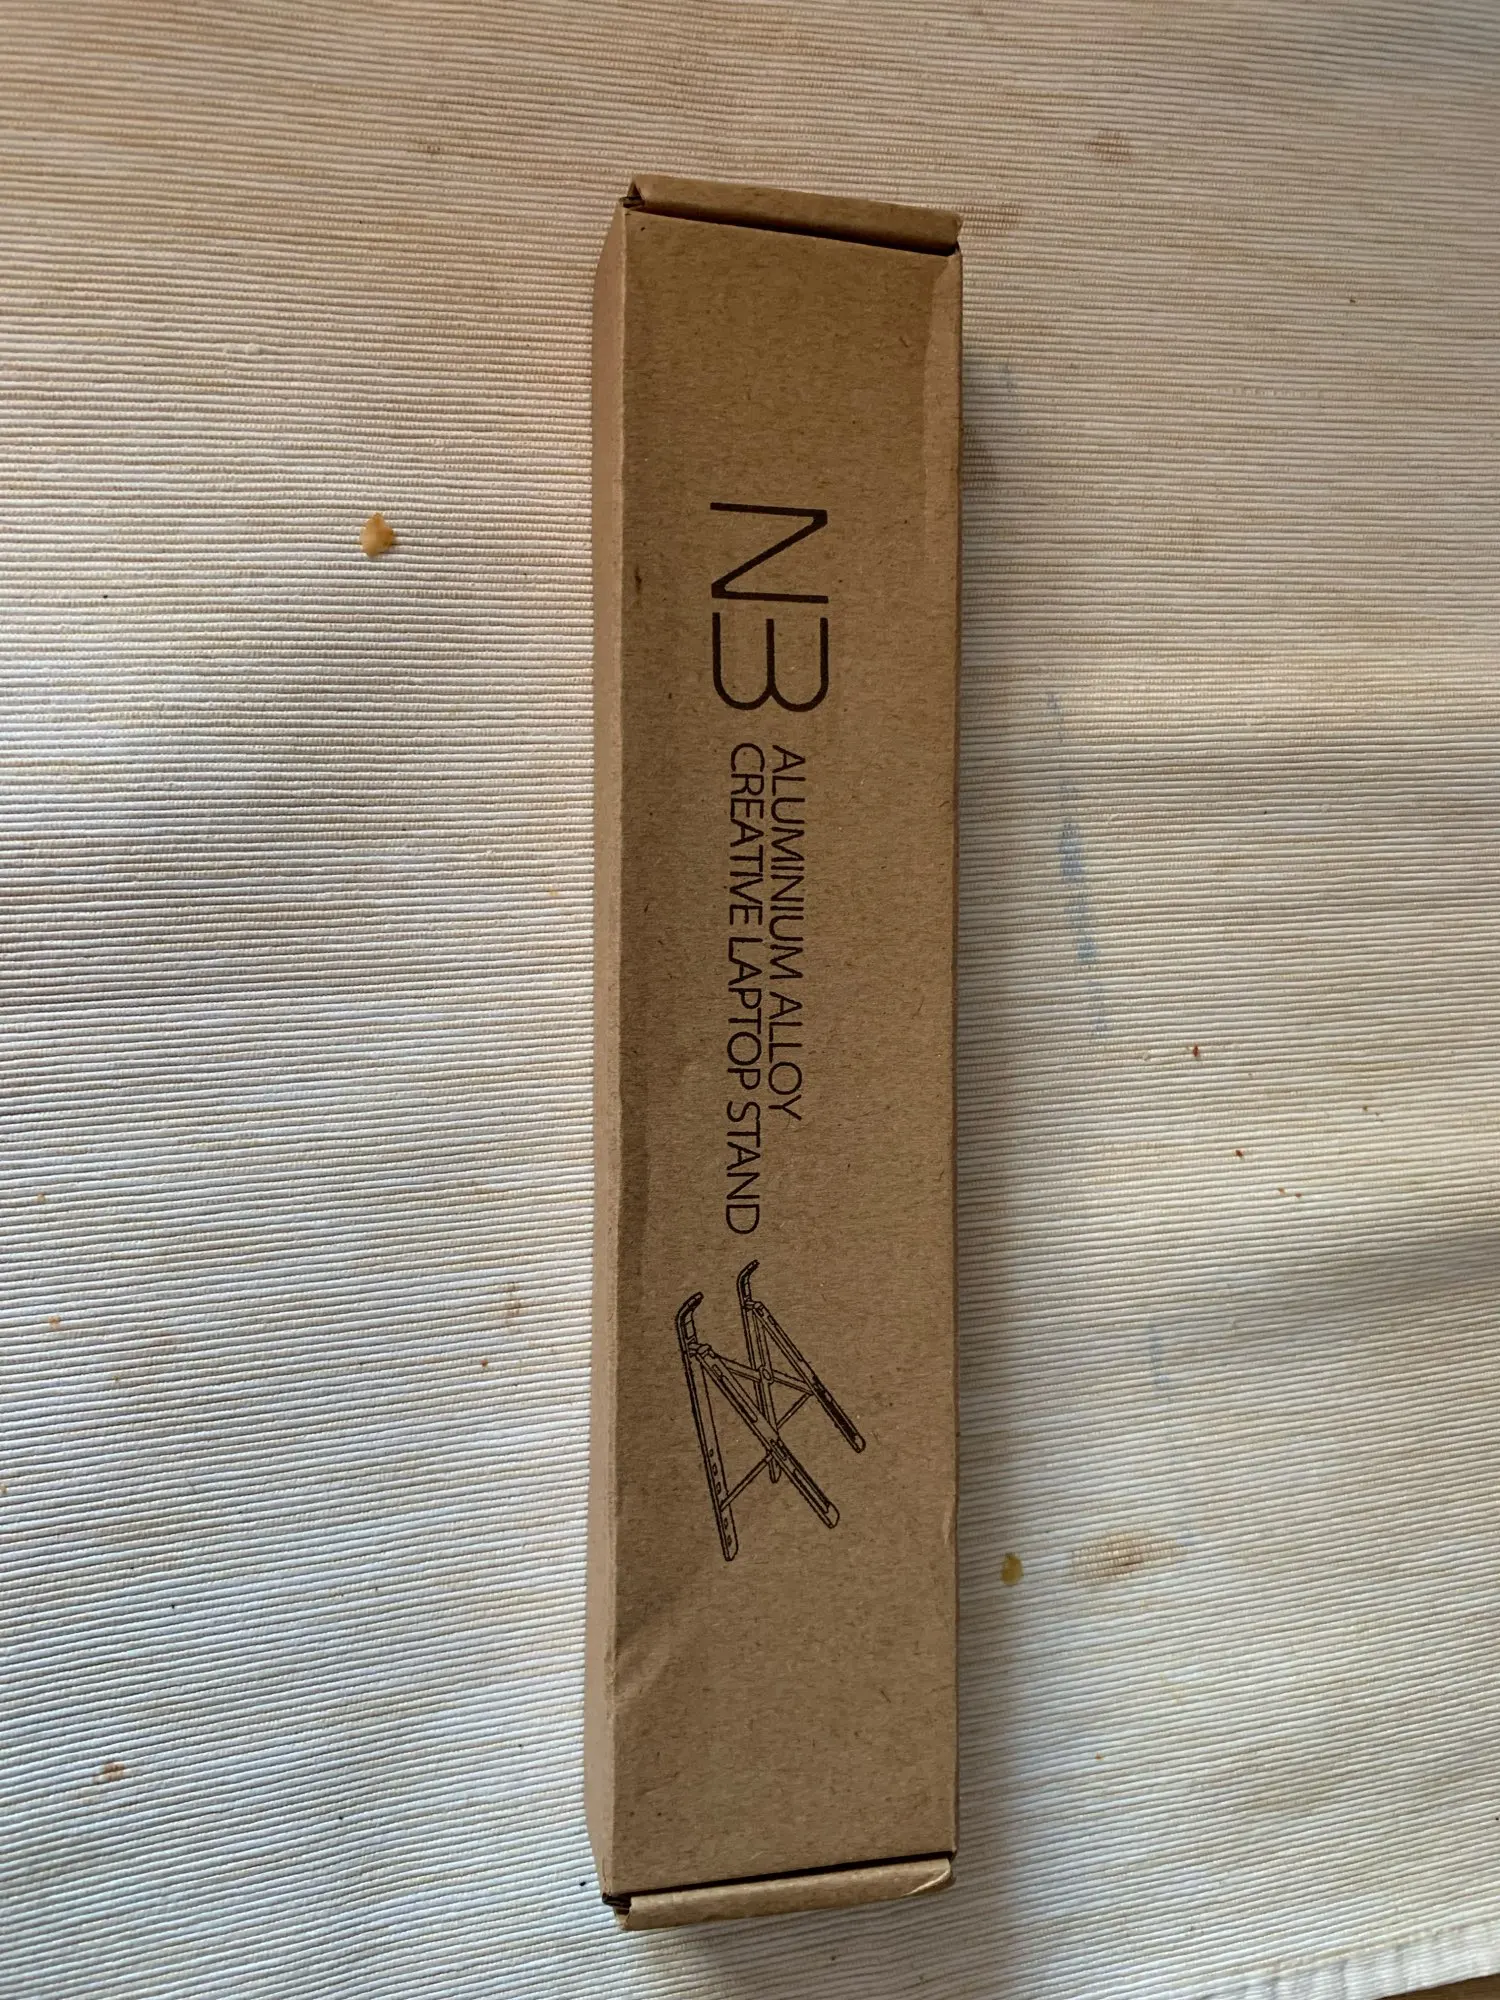 N3
ALUMINIUM ALLOY
CREATIVE LAPTOP STAND